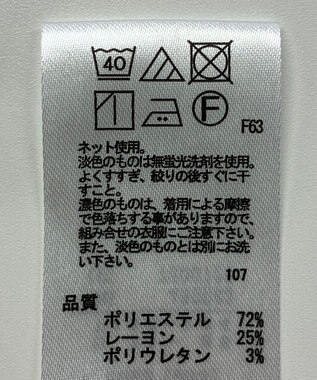 40
F
F63
ネット使用。
淡色のものは無蛍光洗剤を使用。
よくすすぎ、絞りの後すぐに干
すこと。
濃色のものは、着用による摩擦
で色落ちする事がありますので、
組み合せの衣服にご注意下さい。
また、淡色のものとは別にお洗
い下さい。
107
品質
ポリエステル 72%
レーヨン 25%
ポリウレタン 3%